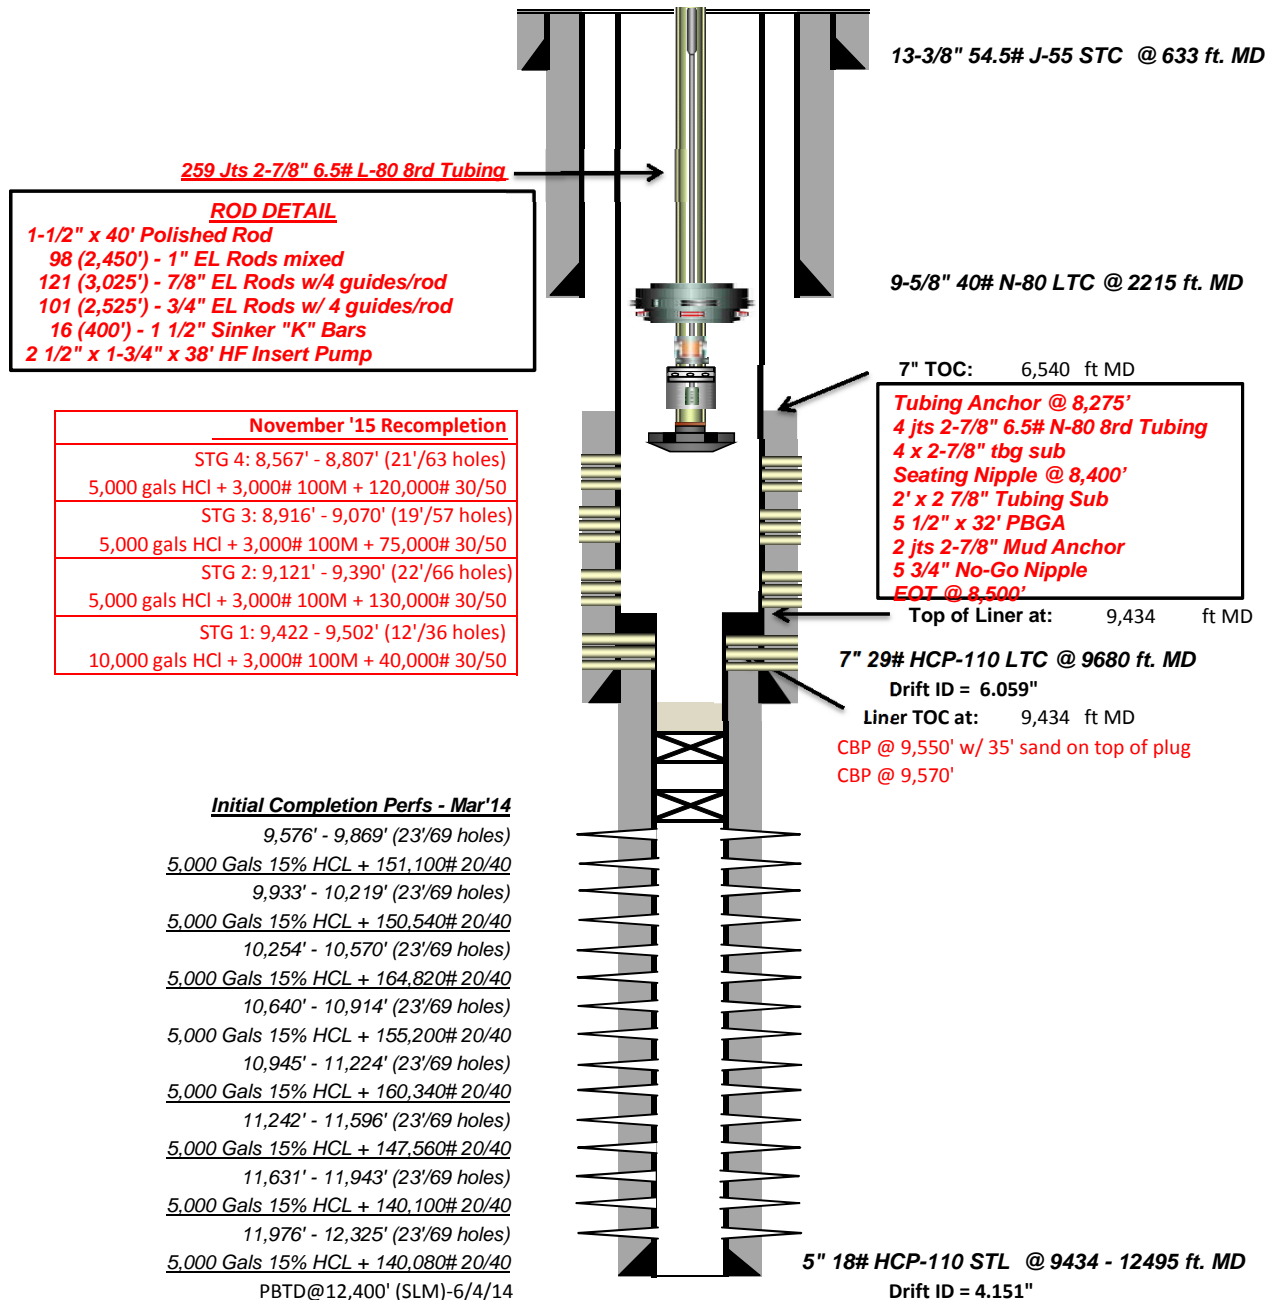 13-3/8" 54.5# J-55 STC @ 633 ft. MD
259 Jts 2-7/8" 6.5# L-80 8rd Tubing
ROD DETAIL
1-1/2" x 40' Polished Rod
98 (2,450') - 1" EL Rods mixed
121 (3,025') - 7/8" EL Rods w/4 guides/rod
101 (2,525') - 3/4" EL Rods w/ 4 guides/rod
16 (400') - 1 1/2" Sinker "K" Bars
2 1/2" x 1-3/4" x 38' HF Insert Pump
9-5/8" 40# N-80 LTC @ 2215 ft. MD
7" TOC: 6,540 ft MD
Tubing Anchor @ 8,275’
4 jts 2-7/8" 6.5# N-80 8rd Tubing
4 x 2-7/8" tbg sub
Seating Nipple @ 8,400’
2' x 2 7/8" Tubing Sub
5 1/2" x 32' PBGA
2 jts 2-7/8" Mud Anchor
5 3/4" No-Go Nipple
EOT @ 8,500’
November '15 Recompletion
STG 4: 8,567' - 8,807' (21'/63 holes)
5,000 gals HCl + 3,000# 100M + 120,000# 30/50
STG 3: 8,916' - 9,070' (19'/57 holes)
5,000 gals HCl + 3,000# 100M + 75,000# 30/50
STG 2: 9,121' - 9,390' (22'/66 holes)
5,000 gals HCl + 3,000# 100M + 130,000# 30/50
STG 1: 9,422 - 9,502' (12'/36 holes)
10,000 gals HCl + 3,000# 100M + 40,000# 30/50
Top of Liner at: 9,434 ft MD
7" 29# HCP-110 LTC @ 9680 ft. MD
Drift ID = 6.059"
Liner TOC at: 9,434 ft MD
CBP @ 9,550' w/ 35' sand on top of plug
CBP @ 9,570'
Initial Completion Perfs - Mar'14
9,576' - 9,869' (23'/69 holes)
5,000 Gals 15% HCL + 151,100# 20/40
9,933' - 10,219' (23'/69 holes)
5,000 Gals 15% HCL + 150,540# 20/40
10,254' - 10,570' (23'/69 holes)
5,000 Gals 15% HCL + 164,820# 20/40
10,640' - 10,914' (23'/69 holes)
5,000 Gals 15% HCL + 155,200# 20/40
10,945' - 11,224' (23'/69 holes)
5,000 Gals 15% HCL + 160,340# 20/40
11,242' - 11,596' (23'/69 holes)
5,000 Gals 15% HCL + 147,560# 20/40
11,631' - 11,943' (23'/69 holes)
5,000 Gals 15% HCL + 140,100# 20/40
11,976' - 12,325' (23'/69 holes)
5,000 Gals 15% HCL + 140,080# 20/40
PBTD@12,400' (SLM)-6/4/14
5" 18# HCP-110 STL @ 9434 - 12495 ft. MD
Drift ID = 4.151"